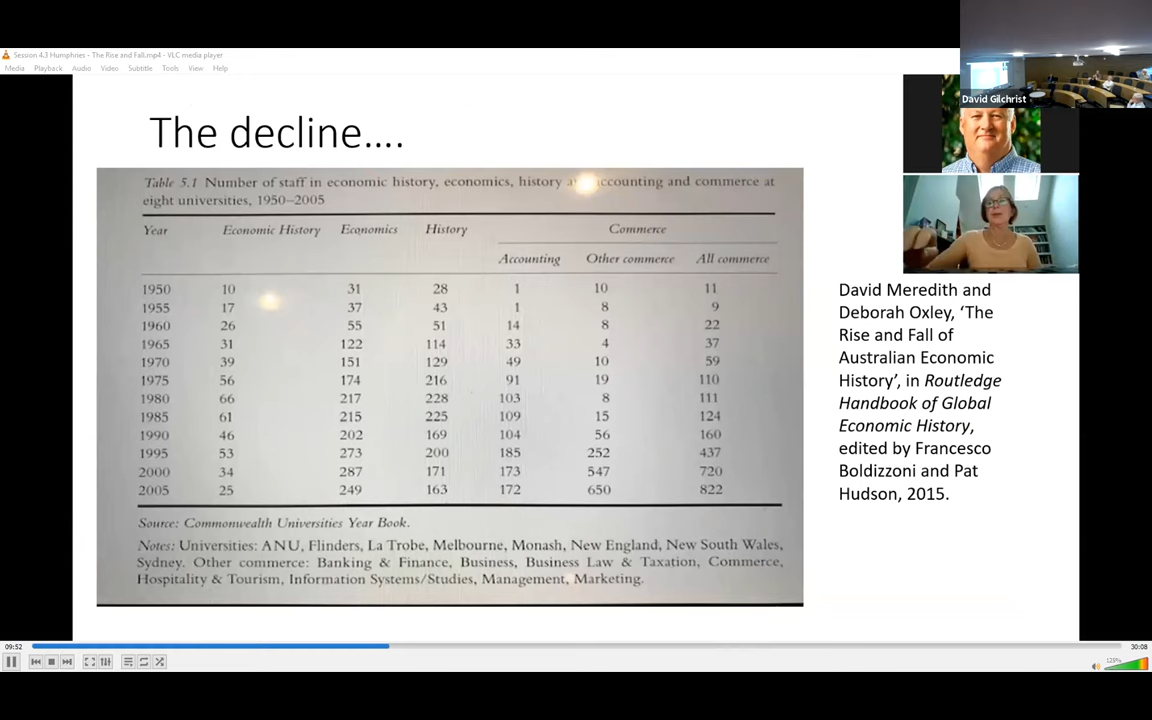 Session 4.3 Humphries - The Rise and Fall.mp4 - VLC media player
Media Playback Audio Video Subtitle Tools View Help
David Gilchrist
The decline....
Table 5.1 Number of staff in economic history, economics, history accounting and commerce at
eight universities, 1950–2005
Year Economic History Economics History Commerce
Accounting Other commerce All commerce
1950 10 31 28 1 10 11
1955 17 37 43 1 8 9
1960 26 55 51 14 8 22
1965 31 122 114 33 4 37
1970 39 151 129 49 10 59
1975 56 174 216 91 19 110
1980 66 217 228 103 8 111
1985 61 215 225 109 15 124
1990 46 202 169 104 56 160
1995 53 273 200 185 252 437
2000 34 287 171 173 547 720
2005 25 249 163 172 650 822
Source: Commonwealth Universities Year Book.
Notes: Universities: ANU, Flinders, La Trobe, Melbourne, Monash, New England, New South Wales,
Sydney. Other commerce: Banking & Finance, Business, Business Law & Taxation, Commerce,
Hospitality & Tourism, Information Systems/Studies, Management, Marketing.
David Meredith and
Deborah Oxley, ‘The
Rise and Fall of
Australian Economic
History’, in Routledge
Handbook of Global
Economic History,
edited by Francesco
Boldizzoni and Pat
Hudson, 2015.
09:52
30:08